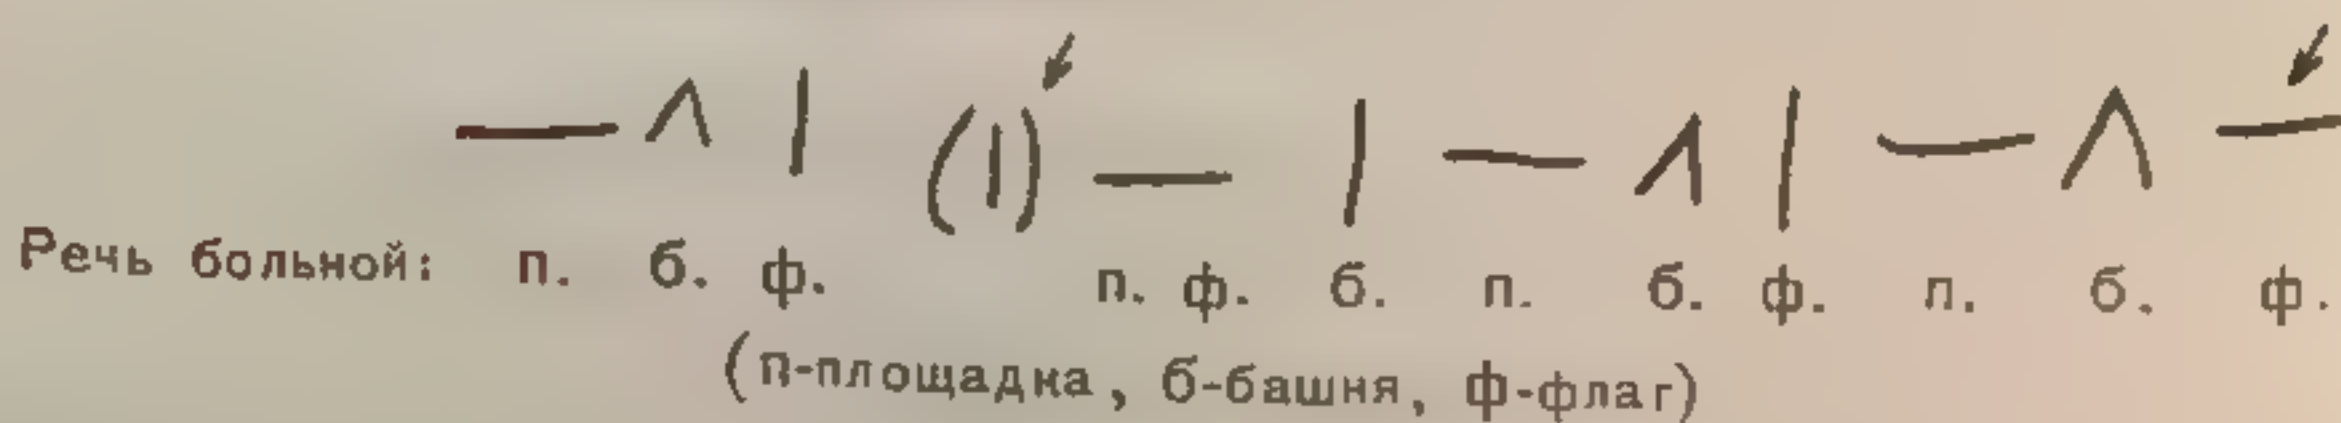 Речь больной: п. б. ф. п. ф. б. п. б. ф. п. б. ф.
(п-площадка, б-башня, ф-флаг)